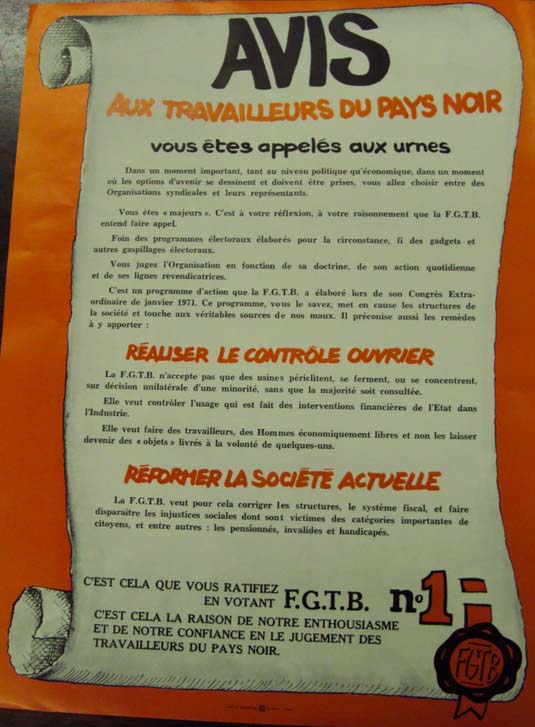 AVIS
AUX TRAVAILLEURS DU PAYS NOIR
vous êtes appelés aux urnes
Dans un moment important, tant au niveau politique qu'économique, dans un moment
où les options d'avenir se dessinent et doivent être prises, vous allez choisir entre des
Organisations syndicales et leurs représentants.
Vous êtes « majeurs ». C'est à votre réflexion, à votre raisonnement que la F.G.T.B.
entend faire appel.
Foin des programmes électoraux élaborés pour la circonstance, fi des gadgets et
autres gaspillages électoraux.
Vous jugez l'Organisation en fonction de sa doctrine, de son action quotidienne
et de ses lignes revendicatrices.
C'est un programme d'action que la F.G.T.B. a élaboré lors de son Congrès Extra-
ordinaire de janvier 1971. Ce programme, vous le savez, met en cause les structures de
la société et touche aux véritables sources de nos maux. Il préconise aussi les remèdes
à y apporter :
RÉALISER LE CONTRÔLE OUVRIER
La F.G.T.B. n'accepte pas que des usines périclitent, se ferment, ou se concentrent,
sur décision unilatérale d'une minorité, sans que la majorité soit consultée.
Elle veut contrôler l'usage qui est fait des interventions financières de l'Etat dans
l'Industrie.
Elle veut faire des travailleurs, des Hommes économiquement libres et non les laisser
devenir des « objets » livrés à la volonté de quelques-uns.
RÉFORMER LA SOCIÉTÉ ACTUELLE
La F.G.T.B. veut pour cela corriger les structures, le système fiscal, et faire
disparaître les injustices sociales dont sont victimes des catégories importantes de
citoyens, et entre autres : les pensionnés, invalides et handicapés.
C'EST CELA QUE VOUS RATIFIEZ
EN VOTANT F.G.T.B. n°1
C'EST CELA LA RAISON DE NOTRE ENTHOUSIASME
ET DE NOTRE CONFIANCE EN LE JUGEMENT DES
TRAVAILLEURS DU PAYS NOIR.
FGTB